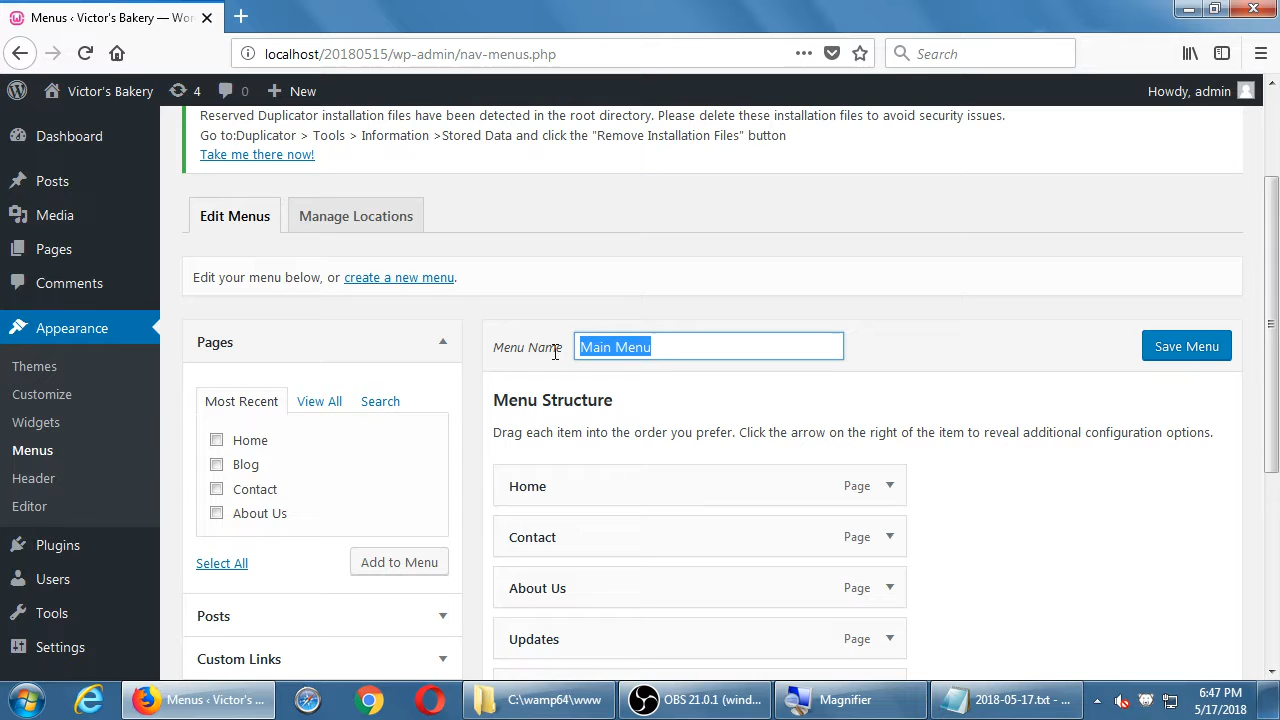 Menus ‹ Victor's Bakery — Wor
localhost/20180515/wp-admin/nav-menus.php
Search
Victor's Bakery
4
0
New
Howdy, admin
Dashboard
Posts
Media
Pages
Comments
Appearance
Themes
Customize
Widgets
Menus
Header
Editor
Plugins
Users
Tools
Settings
Reserved Duplicator installation files have been detected in the root directory. Please delete these installation files to avoid security issues.
Go to:Duplicator > Tools > Information >Stored Data and click the "Remove Installation Files" button
Take me there now!
Edit Menus
Manage Locations
Edit your menu below, or create a new menu.
Pages
Most Recent
View All
Search
Home
Blog
Contact
About Us
Select All
Add to Menu
Posts
Custom Links
Menu Name
Main Menu
Save Menu
Menu Structure
Drag each item into the order you prefer. Click the arrow on the right of the item to reveal additional configuration options.
Home Page
Contact Page
About Us Page
Updates Page
Menus ‹ Victor's ...
C:\wamp64\www
OBS 21.0.1 (wind...
Magnifier
2018-05-17.txt - ...
6:47 PM
5/17/2018